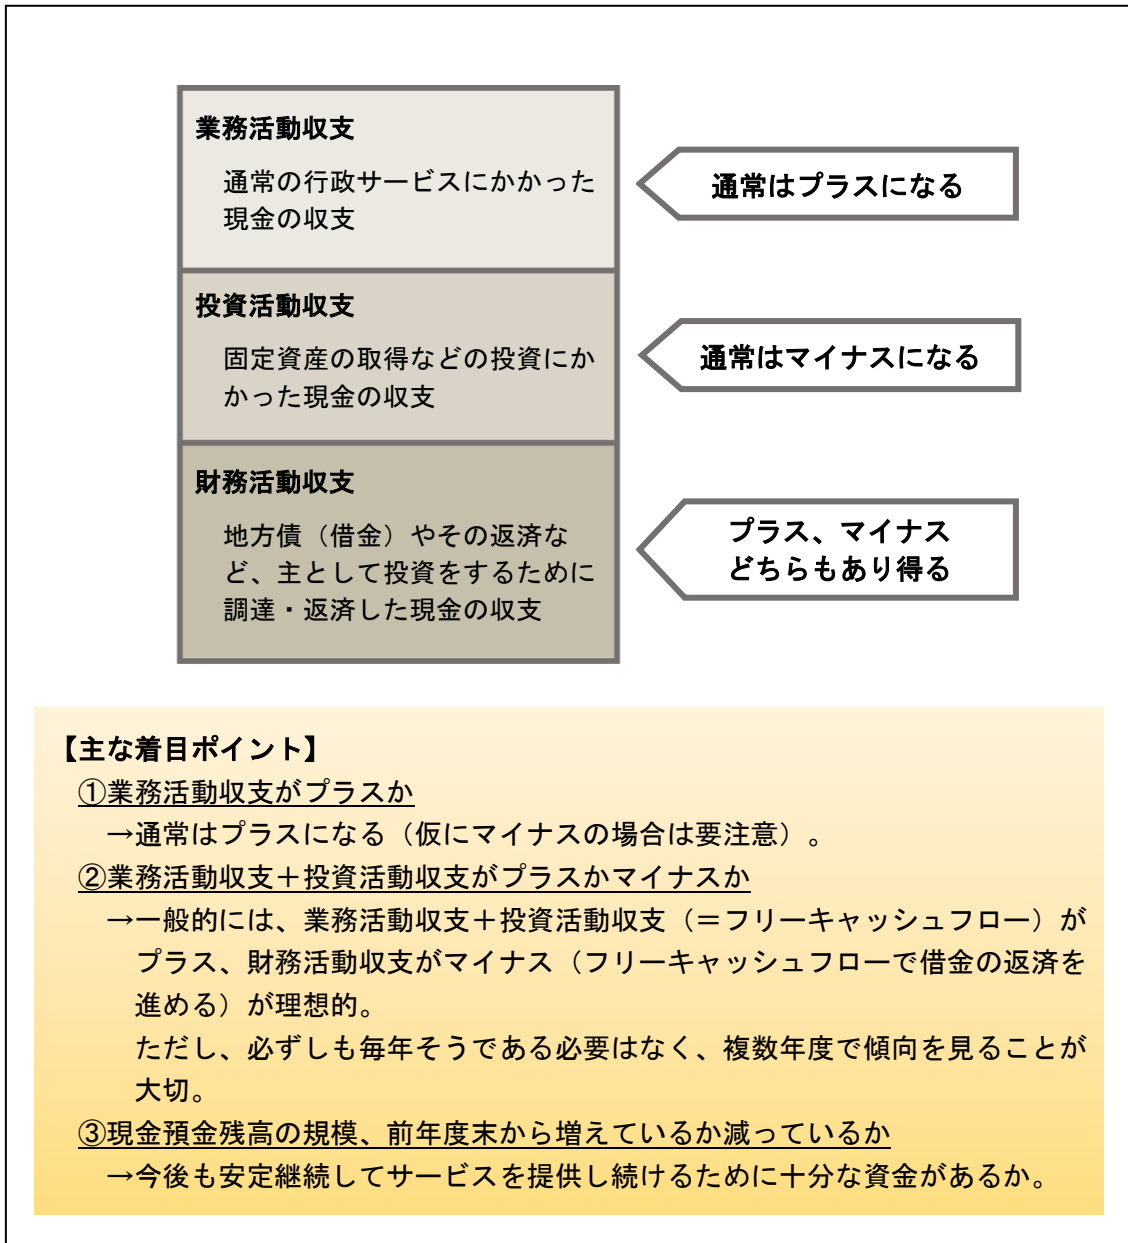 業務活動収支
通常の行政サービスにかかった
現金の収支
通常はプラスになる
投資活動収支
固定資産の取得などの投資にか
かった現金の収支
通常はマイナスになる
財務活動収支
地方債（借金）やその返済な
ど、主として投資をするために
調達・返済した現金の収支
プラス、マイナス
どちらもあり得る
【主な着目ポイント】
①業務活動収支がプラスか
→通常はプラスになる（仮にマイナスの場合は要注意）。
②業務活動収支＋投資活動収支がプラスかマイナスか
→一般的には、業務活動収支＋投資活動収支（＝フリーキャッシュフロー）が
プラス、財務活動収支がマイナス（フリーキャッシュフローで借金の返済を
進める）が理想的。
ただし、必ずしも毎年そうである必要はなく、複数年度で傾向を見ることが
大切。
③現金預金残高の規模、前年度末から増えているか減っているか
→今後も安定継続してサービスを提供し続けるために十分な資金があるか。